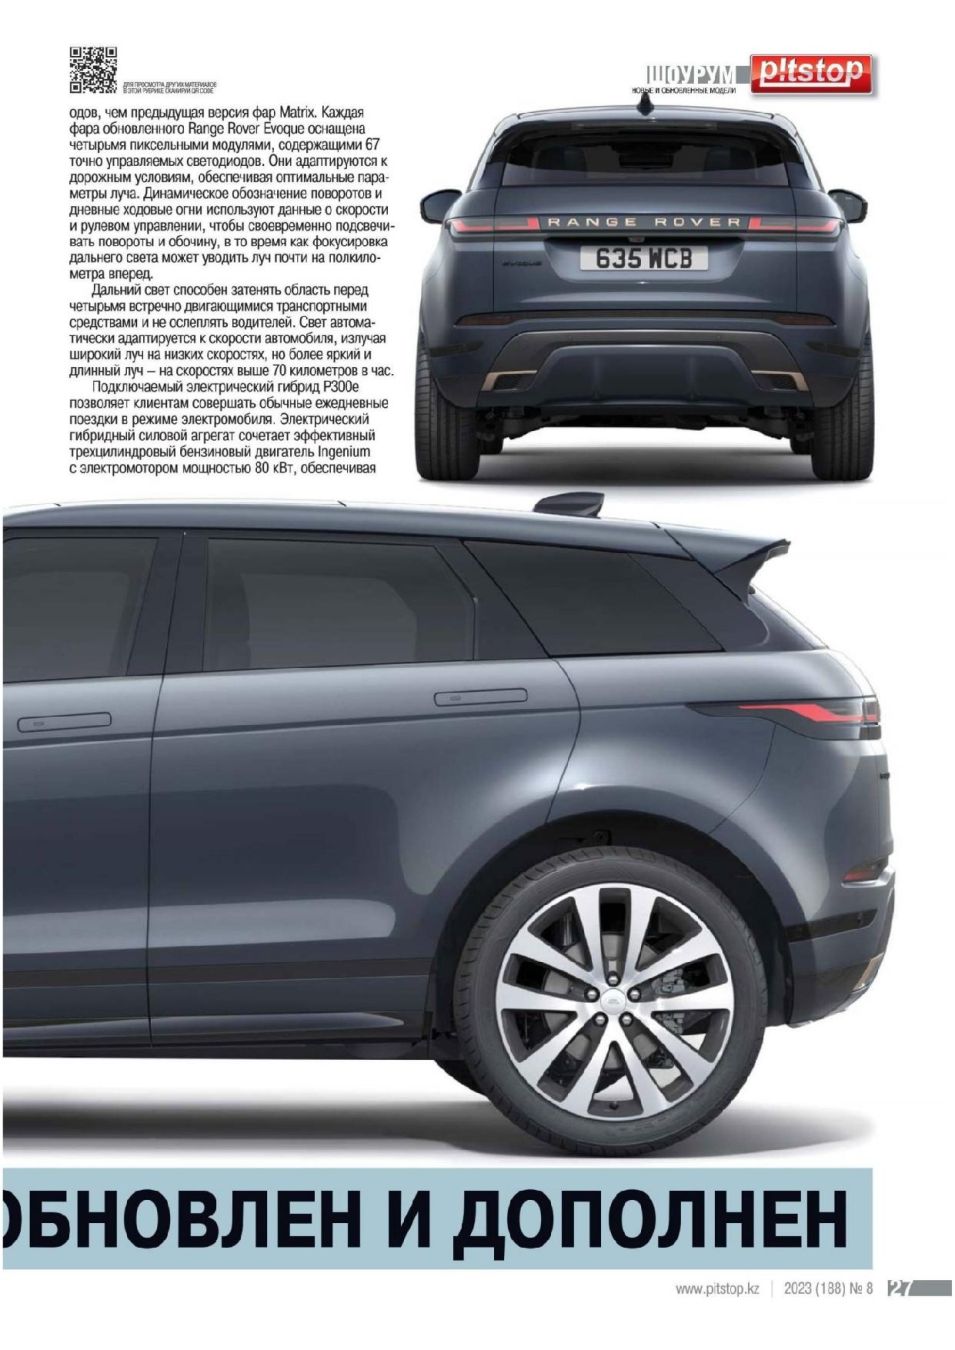 ДЛЯ ПРОСМОТРА ДРУГИХ МАТЕРИАЛОВ
В ЭТОЙ РУБРИКЕ СКАНИРУЙ QR CODE
ШОУРУМ
pitstop
НОВЫЕ И ОБНОВЛЕННЫЕ МОДЕЛИ
одов, чем предыдущая версия фар Matrix. Каждая
фара обновленного Range Rover Evoque оснащена
четырьмя пиксельными модулями, содержащими 67
точно управляемых светодиодов. Они адаптируются к
дорожным условиям, обеспечивая оптимальные пара-
метры луча. Динамическое обозначение поворотов и
дневные ходовые огни используют данные о скорости
и рулевом управлении, чтобы своевременно подсвечи-
вать повороты и обочину, в то время как фокусировка
дальнего света может уводить луч почти на полкило-
метра вперед.
Дальний свет способен затенять область перед
четырьмя встречно двигающимися транспортными
средствами и не ослеплять водителей. Свет автома-
тически адаптируется к скорости автомобиля, излучая
широкий луч на низких скоростях, но более яркий и
длинный луч – на скоростях выше 70 километров в час.
Подключаемый электрический гибрид P300e
позволяет клиентам совершать обычные ежедневные
поездки в режиме электромобиля. Электрический
гибридный силовой агрегат сочетает эффективный
трехцилиндровый бензиновый двигатель Ingenium
с электромотором мощностью 80 кВт, обеспечивая
RANGE ROVER
EVOQUE
635 WCB
ОБНОВЛЕН И ДОПОЛНЕН
www.pitstop.kz | 2023 (188) № 8 27